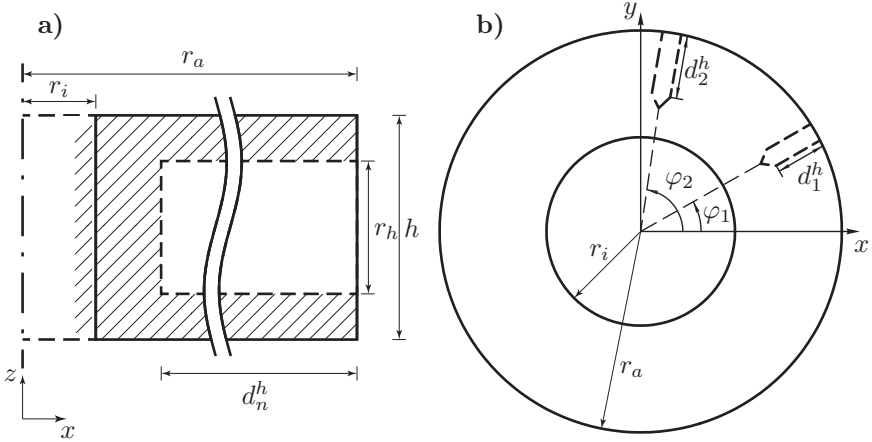 a)
r_a
r_i
r_h h
d_n^h
z
x
b)
y
d_2^h
d_1^h
φ_2
φ_1
x
r_i
r_a